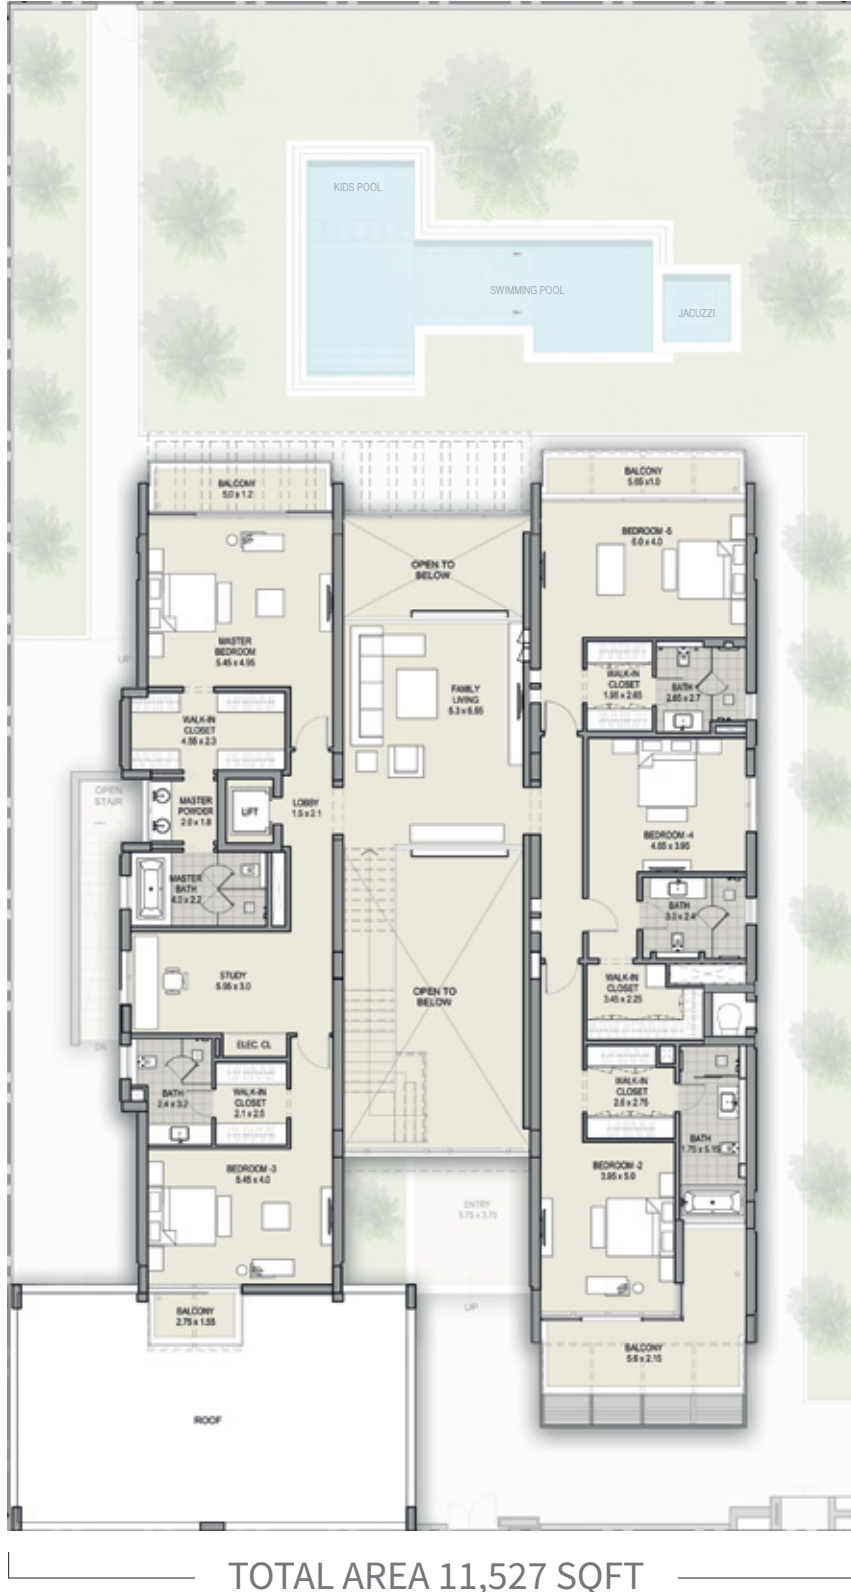 KIDS POOL
SWIMMING POOL
JACUZZI
BALCONY
5.0 x 1.2
BALCONY
5.65 x1.0
BEDROOM -5
6.0 x 4.0
OPEN TO
BELOW
MASTER
BEDROOM
5.45 x 4.95
UP
WALK-IN
CLOSET
1.95 x 2.65
BATH
2.65 x 2.7
FAMILY
LIVING
5.3 x 6.55
WALK-IN
CLOSET
4.55 x 2.3
OPEN
STAIR
MASTER
POWDER
2.0 x 1.8
LIFT
LOBBY
1.5 x 2.1
BEDROOM -4
4.65 x 3.95
MASTER
BATH
4.0 x 2.2
BATH
3.0 x 2.4
STUDY
5.95 x 3.0
OPEN TO
BELOW
WALK-IN
CLOSET
3.45 x 2.25
DN
ELEC. CL
BATH
2.4 x 3.2
WALK-IN
CLOSET
2.1 x 2.5
WALK-IN
CLOSET
2.6 x 2.75
BATH
1.75 x 5.15
BEDROOM -3
5.45 x 4.0
BEDROOM -2
3.95 x 5.0
ENTRY
3.75 x 3.75
UP
BALCONY
2.75 x 1.55
BALCONY
5.6 x 2.15
ROOF
TOTAL AREA 11,527 SQFT